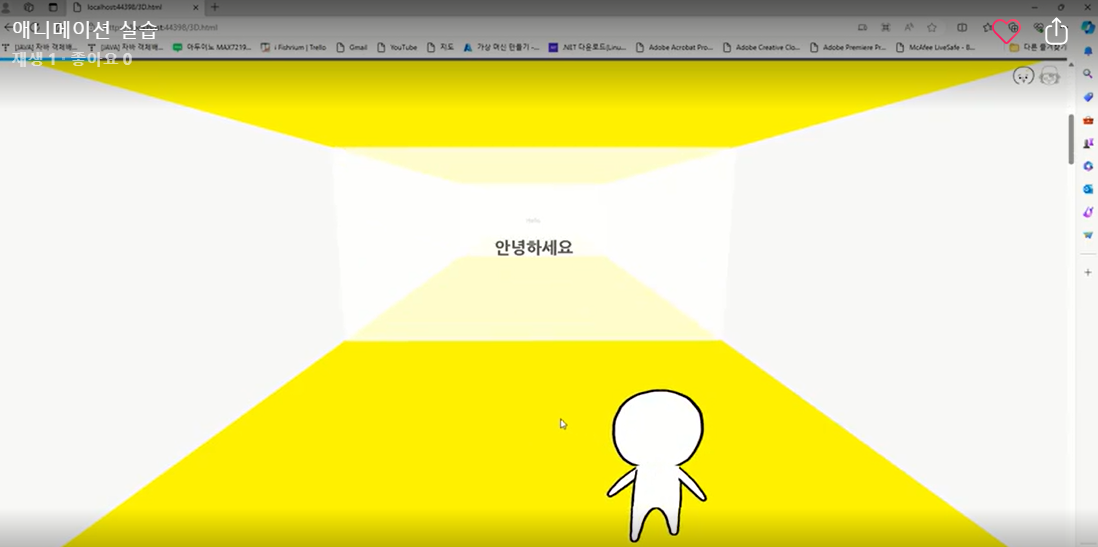 localhost:44398/3D.html
애니메이션 실습
44398/3D.html
재생 1 · 좋아요 0
[JAVA] 자바 객체배... [JAVA] 자바 객체배... 아두이노 MAX7219... i Fishrium | Trello Gmail YouTube 지도 가상 머신 만들기 -... .NET 다운로드(Linu... Adobe Acrobat Pro... Adobe Creative Clo... Adobe Premiere Pr... McAfee LiveSafe - B... 다른 즐겨찾기
Hello
안녕하세요